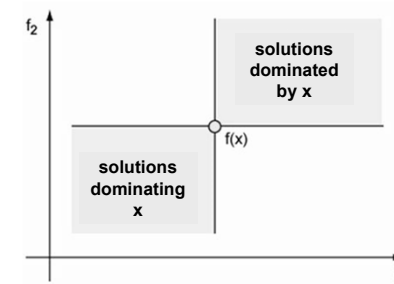 f2
solutions
dominated
by x
f(x)
solutions
dominating
x